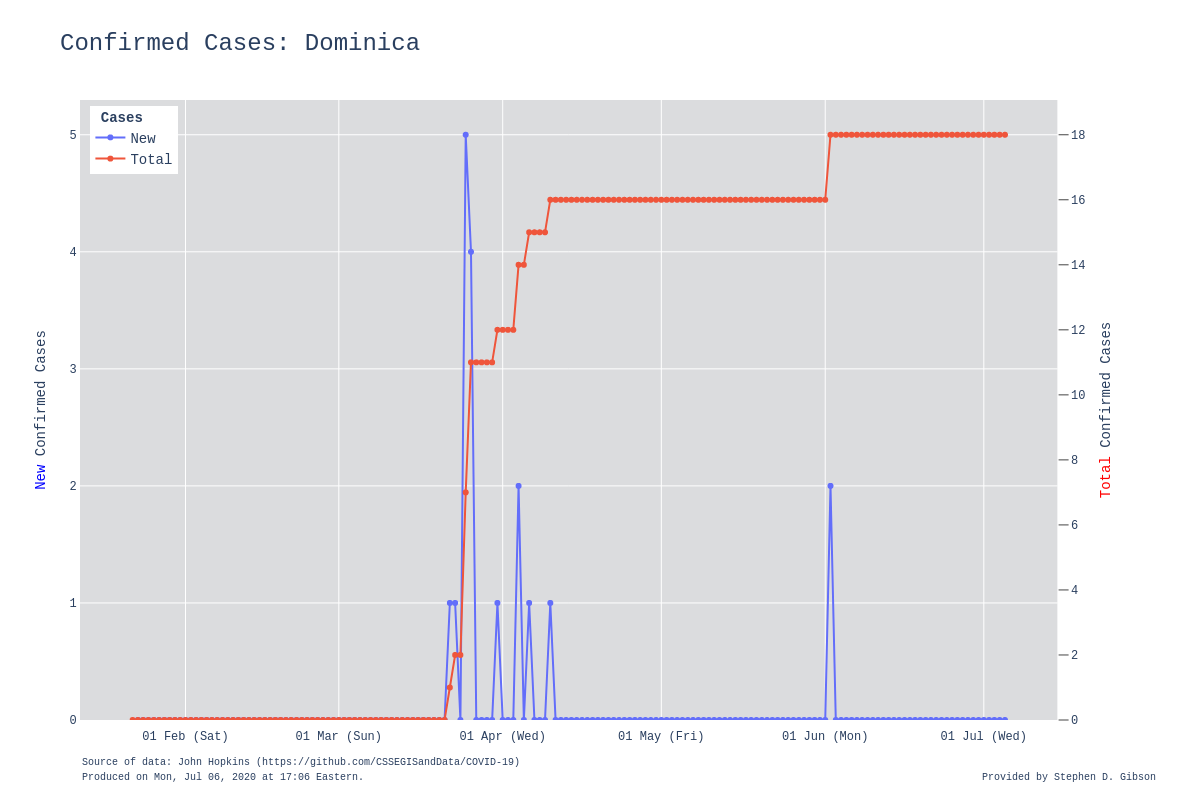 Confirmed Cases: Dominica
Cases
New
Total
5
4
3
2
1
0
New Confirmed Cases
18
16
14
12
10
8
6
4
2
0
Total Confirmed Cases
01 Feb (Sat) 01 Mar (Sun) 01 Apr (Wed) 01 May (Fri) 01 Jun (Mon) 01 Jul (Wed)
Source of data: John Hopkins (https://github.com/CSSEGISandData/COVID-19)
Produced on Mon, Jul 06, 2020 at 17:06 Eastern.
Provided by Stephen D. Gibson